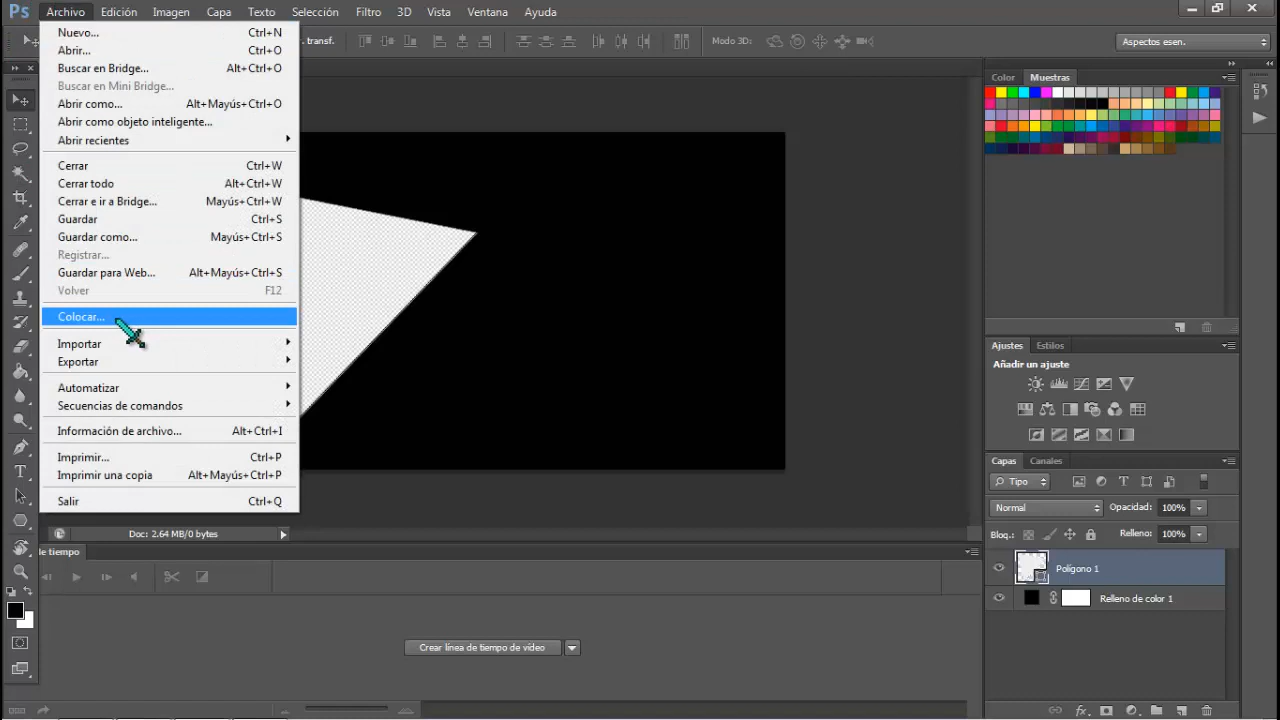 Ps Archivo Edición Imagen Capa Texto Selección Filtro 3D Vista Ventana Ayuda
. transf. Modo 3D: Aspectos esen.
Nuevo... Ctrl+N
Abrir... Ctrl+O
Buscar en Bridge... Alt+Ctrl+O
Buscar en Mini Bridge...
Abrir como... Alt+Mayús+Ctrl+O
Abrir como objeto inteligente...
Abrir recientes
Cerrar Ctrl+W
Cerrar todo Alt+Ctrl+W
Cerrar e ir a Bridge... Mayús+Ctrl+W
Guardar Ctrl+S
Guardar como... Mayús+Ctrl+S
Registrar...
Guardar para Web... Alt+Mayús+Ctrl+S
Volver F12
Colocar...
Importar
Exportar
Automatizar
Secuencias de comandos
Información de archivo... Alt+Ctrl+I
Imprimir... Ctrl+P
Imprimir una copia Alt+Mayús+Ctrl+P
Salir Ctrl+Q
Color Muestras
Ajustes Estilos
Añadir un ajuste
Capas Canales
Tipo
Normal Opacidad: 100%
Bloq.: Relleno: 100%
Polígono 1
Relleno de color 1
Doc: 2.64 MB/0 bytes
de tiempo
Crear línea de tiempo de vídeo